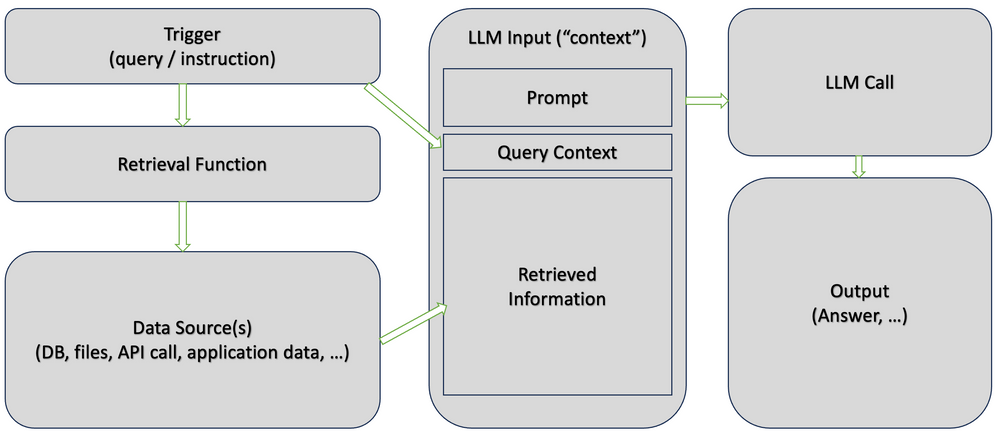 Trigger
(query / instruction)
Retrieval Function
Data Source(s)
(DB, files, API call, application data, …)
LLM Input (“context”)
Prompt
Query Context
Retrieved
Information
LLM Call
Output
(Answer, …)